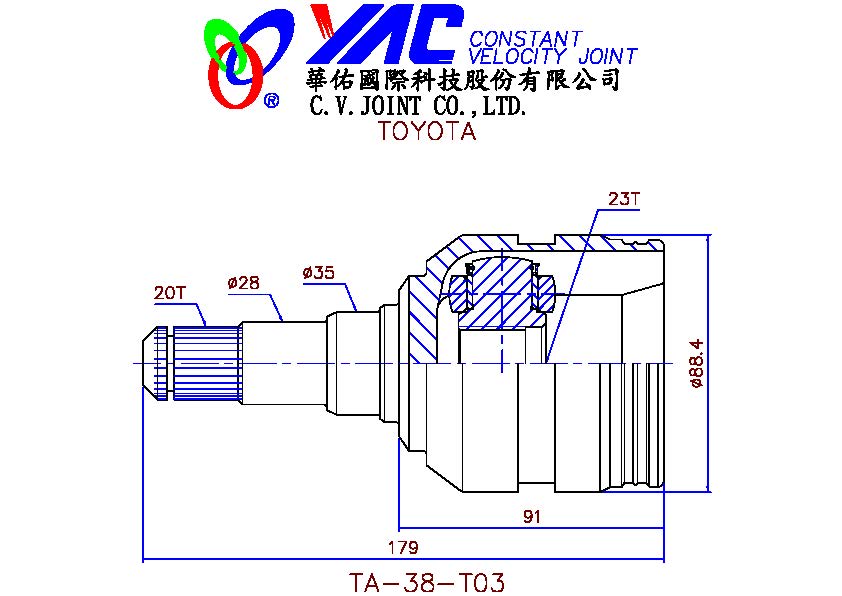 YAC CONSTANT
VELOCITY JOINT
華佑國際科技股份有限公司
®
C.V.JOINT CO.,LTD.
TOYOTA
23T
20T
ø28
ø35
ø88.4
91
179
TA-38-T03